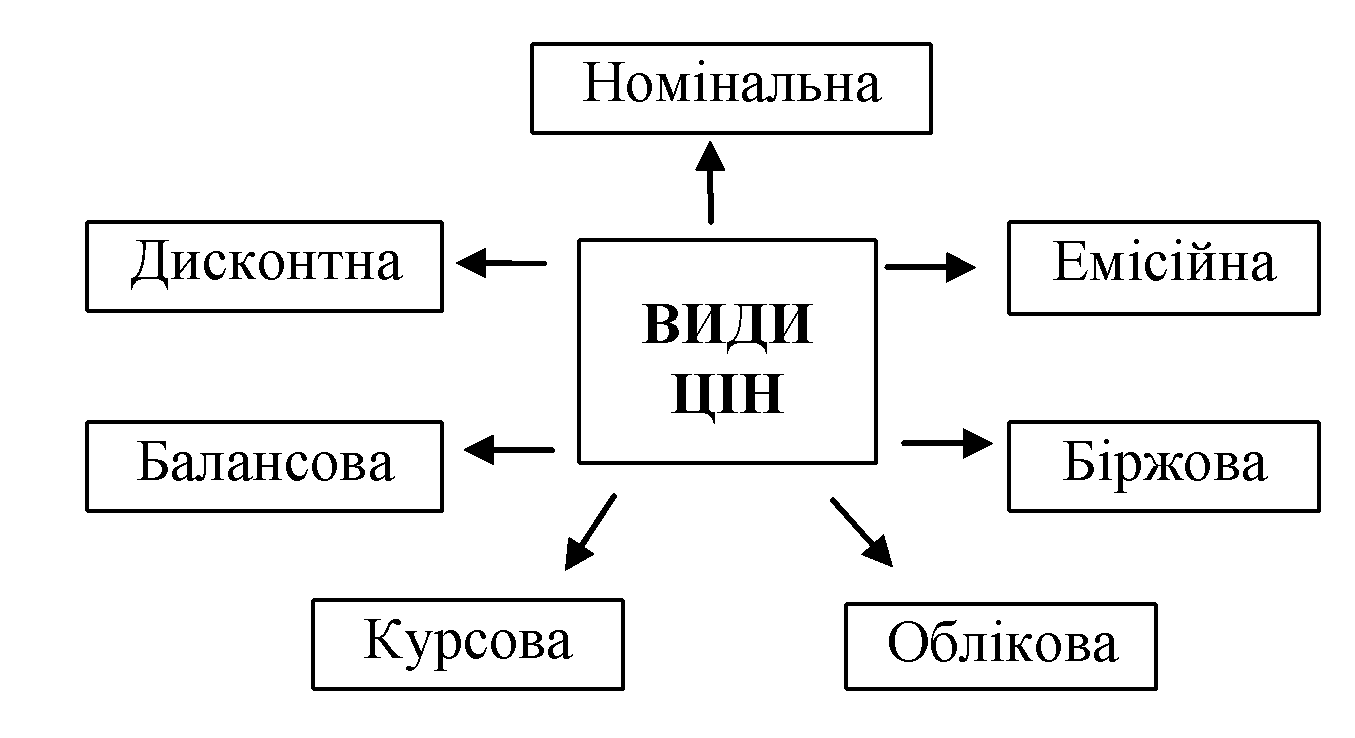 Номінальна
Дисконтна
Емісійна
ВИДИ
ЦІН
Балансова
Біржова
Курсова
Облікова